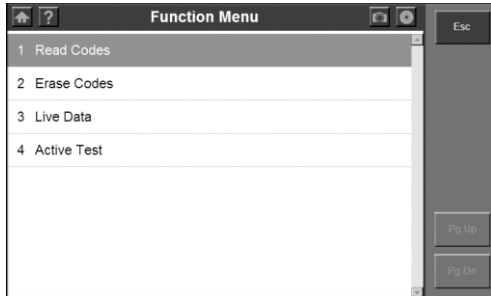 ? Function Menu
Esc
1 Read Codes
2 Erase Codes
3 Live Data
4 Active Test
Pg Up
Pg Dn